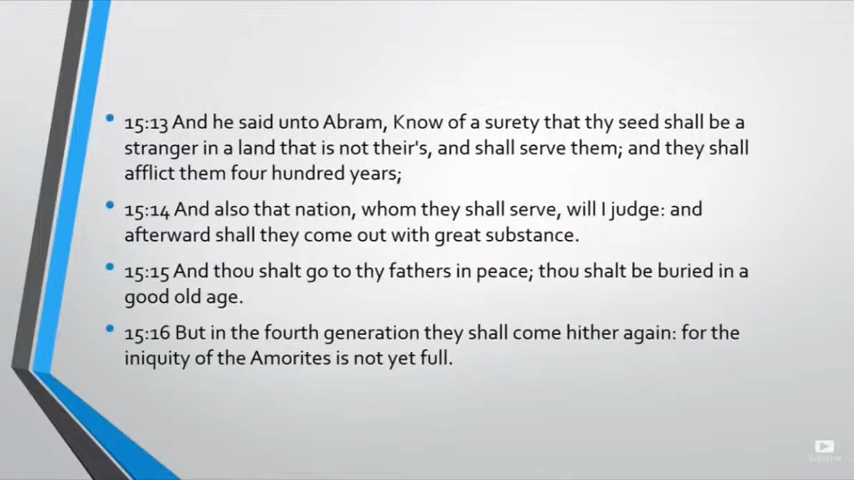 • 15:13 And he said unto Abram, Know of a surety that thy seed shall be a
stranger in a land that is not their's, and shall serve them; and they shall
afflict them four hundred years;
• 15:14 And also that nation, whom they shall serve, will I judge: and
afterward shall they come out with great substance.
• 15:15 And thou shalt go to thy fathers in peace; thou shalt be buried in a
good old age.
• 15:16 But in the fourth generation they shall come hither again: for the
iniquity of the Amorites is not yet full.